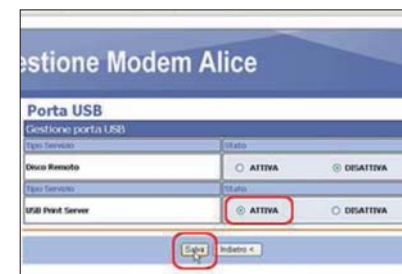 estione Modem Alice
Porta USB
Gestione porta USB
Tipo Servizio Stato
Disco Remoto ATTIVA DISATTIVA
Tipo Servizio Stato
USB Print Server ATTIVA DISATTIVA
Salva Indietro <